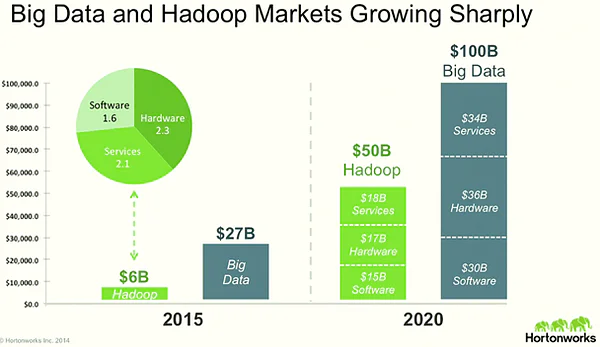 Big Data and Hadoop Markets Growing Sharply
$100B
Big Data
$100,000.0
$90,000.0
$80,000.0
$70,000.0
$60,000.0
$50,000.0
$40,000.0
$30,000.0
$20,000.0
$10,000.0
$0.0
Software
1.6
Hardware
2.3
Services
2.1
$6B
Hadoop
$27B
Big
Data
2015
$50B
Hadoop
$18B
Services
$17B
Hardware
$15B
Software
$34B
Services
$36B
Hardware
$30B
Software
2020
© Hortonworks Inc. 2014
Hortonworks